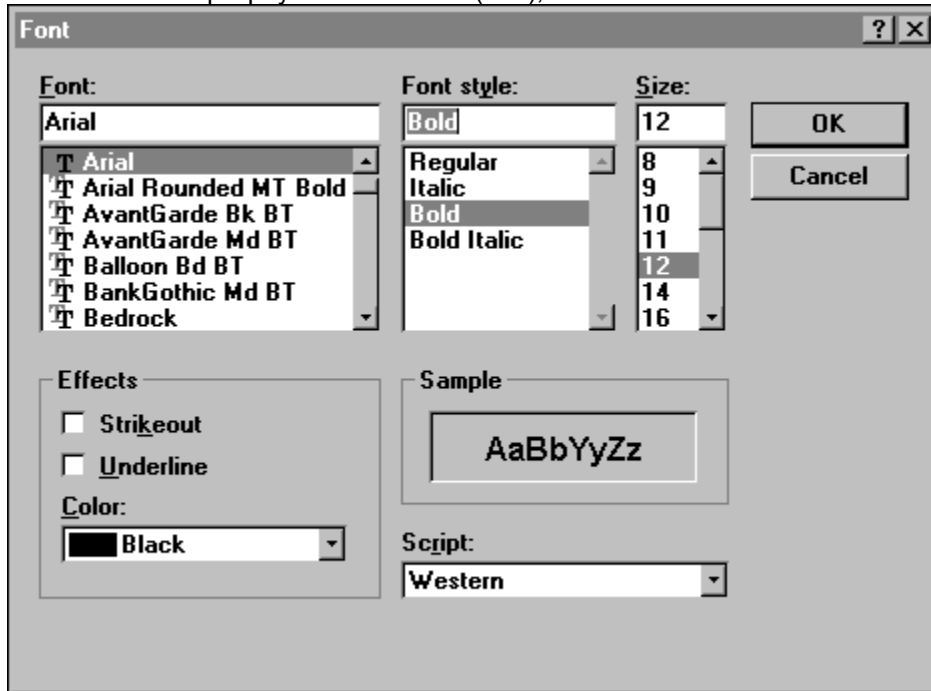 Font
Font:
Arial
Arial
Arial Rounded MT Bold
AvantGarde Bk BT
AvantGarde Md BT
Balloon Bd BT
BankGothic Md BT
Bedrock
Font style:
Bold
Regular
Italic
Bold
Bold Italic
Size:
12
8
9
10
11
12
14
16
OK
Cancel
Effects
Strikeout
Underline
Color:
Black
Sample
AaBbYyZz
Script:
Western